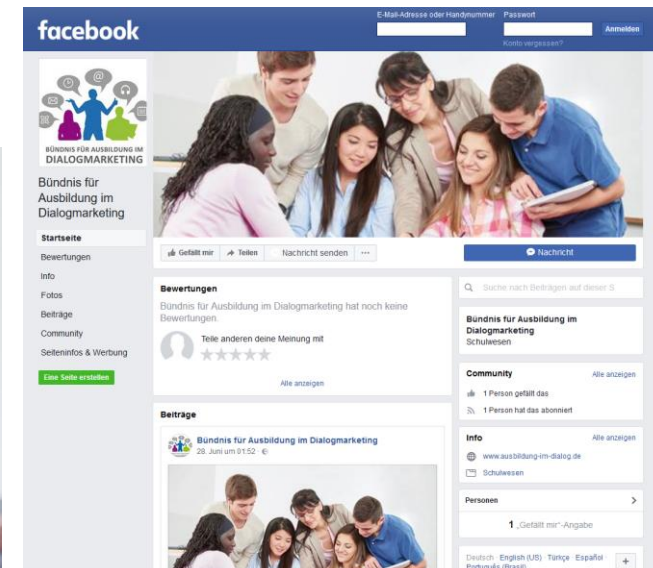 facebook
E-Mail-Adresse oder Handynummer
Passwort
Anmelden
Konto vergessen?
BÜNDNIS FÜR AUSBILDUNG IM
DIALOGMARKETING
Bündnis für
Ausbildung im
Dialogmarketing
Startseite
Bewertungen
Info
Fotos
Beiträge
Community
Seiteninfos & Werbung
Eine Seite erstellen
Gefällt mir
Teilen
Nachricht senden
Nachricht
Bewertungen
Bündnis für Ausbildung im Dialogmarketing hat noch keine
Bewertungen.
Teile anderen deine Meinung mit
Alle anzeigen
Beiträge
Bündnis für Ausbildung im Dialogmarketing
28. Juni um 01:52
Suche nach Beiträgen auf dieser S
Bündnis für Ausbildung im
Dialogmarketing
Schulwesen
Community
Alle anzeigen
1 Person gefällt das
1 Person hat das abonniert
Info
Alle anzeigen
www.ausbildung-im-dialog.de
Schulwesen
Personen
1 „Gefällt mir“-Angabe
Deutsch · English (US) · Türkçe · Español ·
Português (Brasil)